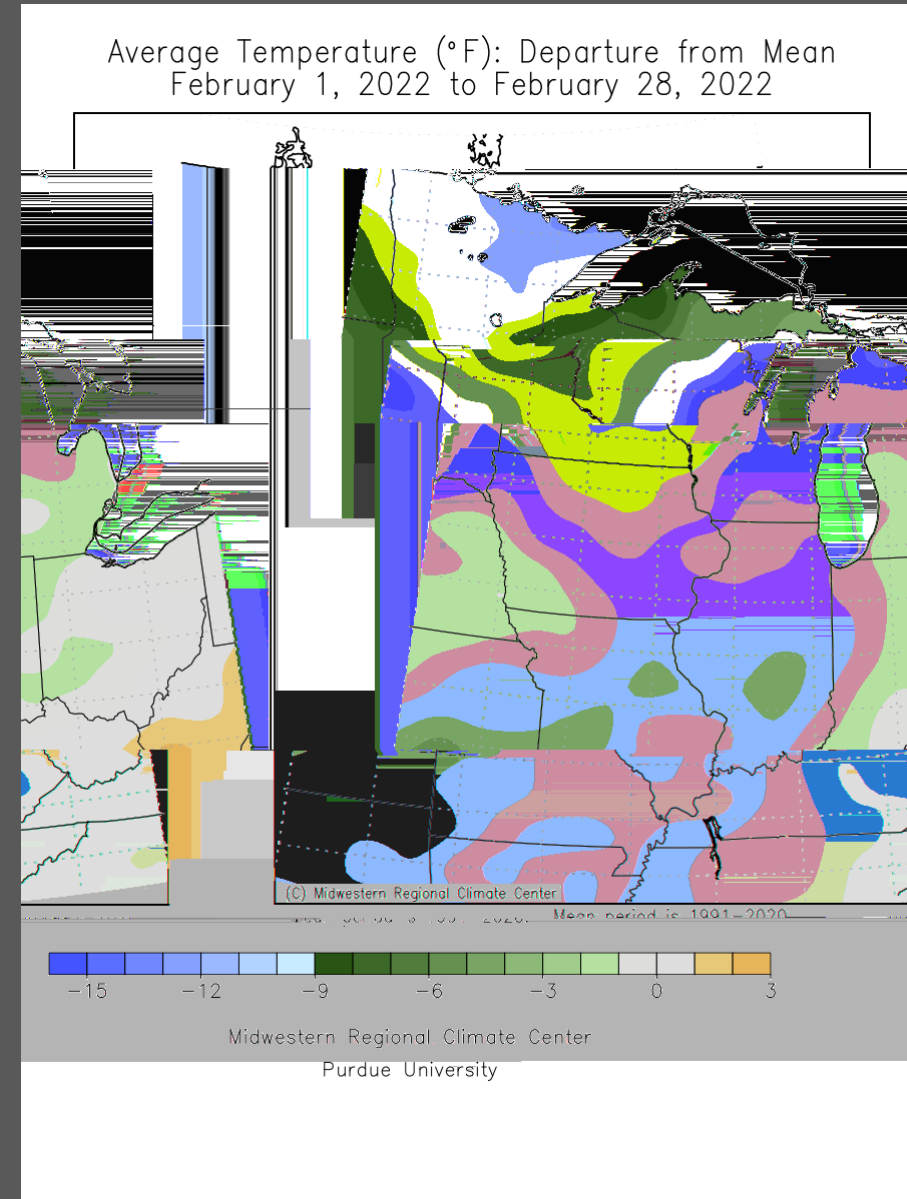 Average Temperature (°F): Departure from Mean
February 1, 2022 to February 28, 2022
(C) Midwestern Regional Climate Center
Mean period is 1991-2020
-15 -12 -9 -6 -3 0 3
Midwestern Regional Climate Center
Purdue University